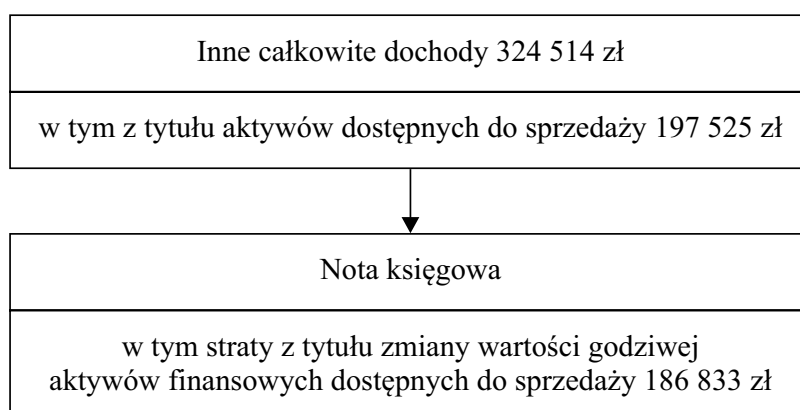 Inne całkowite dochody 324 514 zł
w tym z tytułu aktywów dostępnych do sprzedaży 197 525 zł
Nota księgowa
w tym straty z tytułu zmiany wartości godziwej
aktywów finansowych dostępnych do sprzedaży 186 833 zł